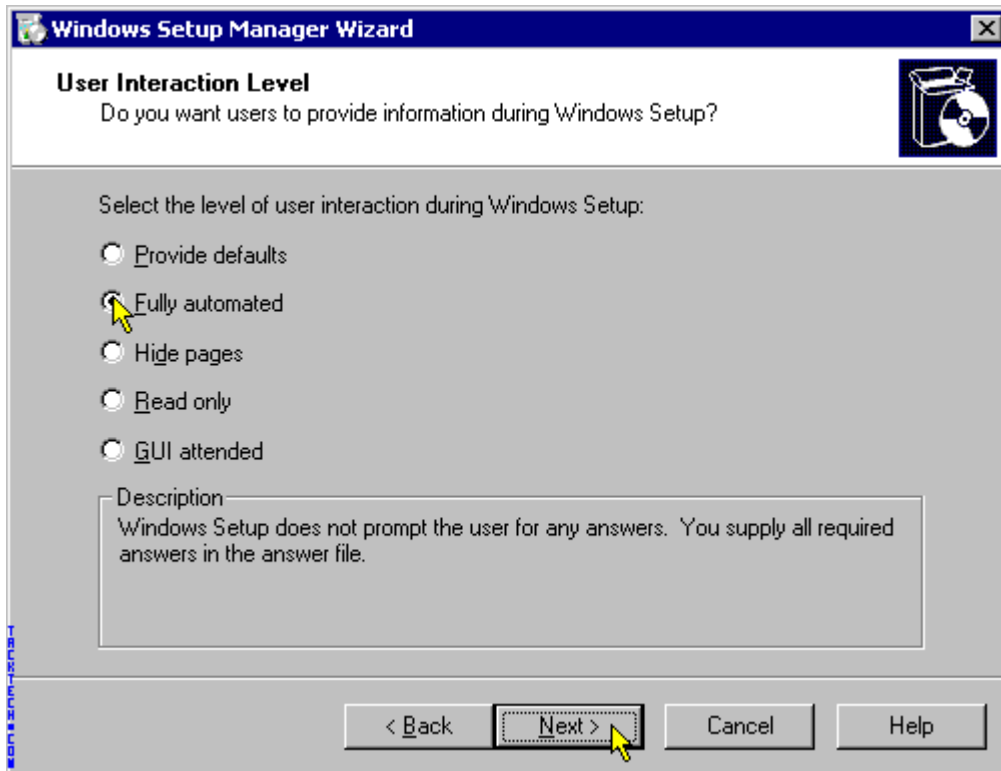 Windows Setup Manager Wizard
User Interaction Level
Do you want users to provide information during Windows Setup?
Select the level of user interaction during Windows Setup:
Provide defaults
Fully automated
Hide pages
Read only
GUI attended
Description
Windows Setup does not prompt the user for any answers.  You supply all required
answers in the answer file.
< Back
Next >
Cancel
Help
TACKTECH.COM